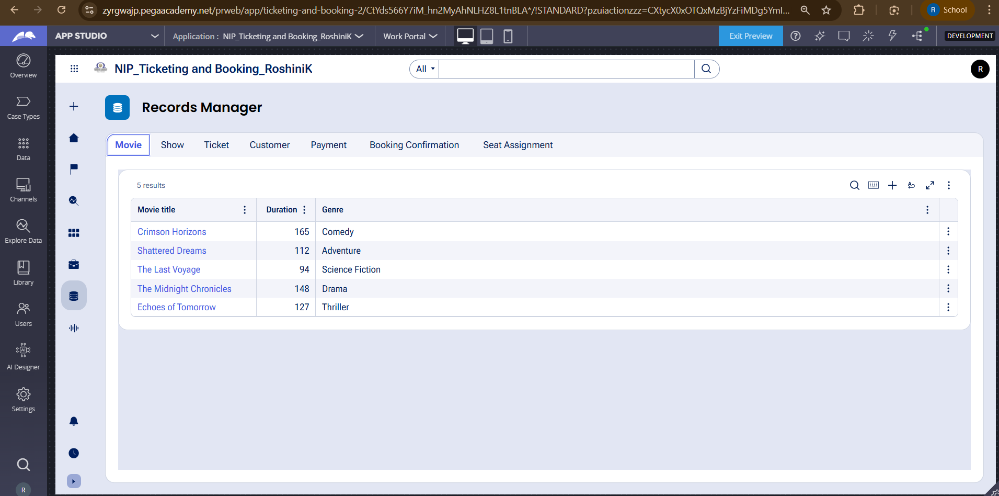 zyrgwajp.pegaacademy.net/prweb/app/ticketing-and-booking-2/CtYds566Y7iM_hn2MyAhNLHZ8L1tnBLA*/!STANDARD?pzuiactionzzz=CXtycX0xOTQxMzBjYzFiMDg5YmI...
R School
APP STUDIO
Application : NIP_Ticketing and Booking_RoshiniK
Work Portal
Exit Preview
DEVELOPMENT
Overview
Case Types
Data
Channels
Explore Data
Library
Users
AI
AI Designer
Settings
R
NIP_Ticketing and Booking_RoshiniK
All
R
Records Manager
Movie Show Ticket Customer Payment Booking Confirmation Seat Assignment
5 results
Movie title Duration Genre
Crimson Horizons 165 Comedy
Shattered Dreams 112 Adventure
The Last Voyage 94 Science Fiction
The Midnight Chronicles 148 Drama
Echoes of Tomorrow 127 Thriller